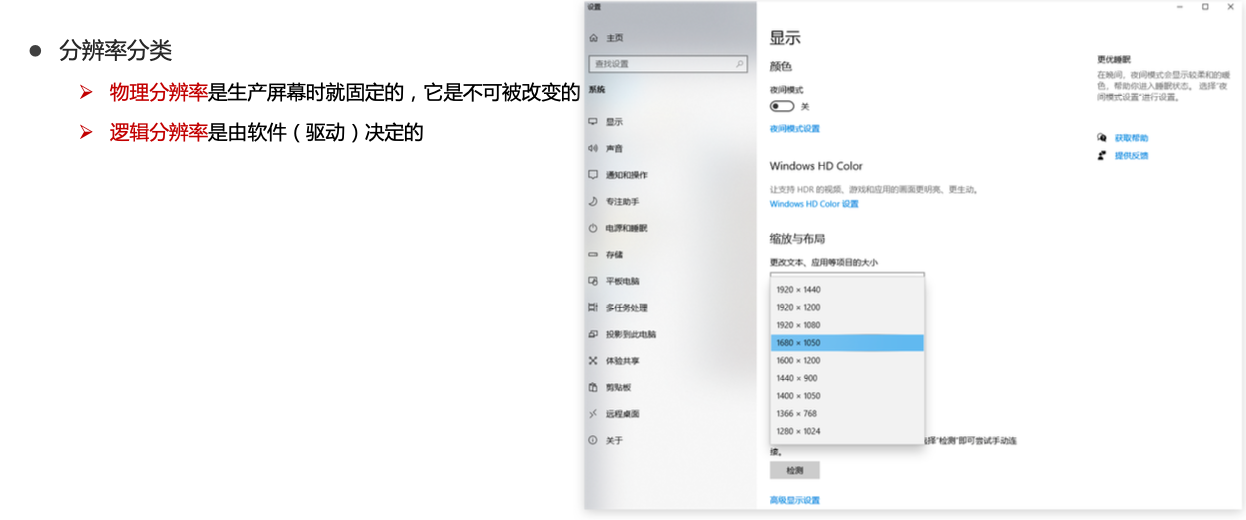 分辨率分类
物理分辨率是生产屏幕时就固定的，它是不可被改变的
逻辑分辨率是由软件（驱动）决定的
设置
主页
查找设置
系统
显示
声音
通知和操作
专注助手
电源和睡眠
存储
平板电脑
多任务处理
投影到此电脑
体验共享
剪贴板
远程桌面
关于
显示
颜色
夜间模式
关
夜间模式设置
Windows HD Color
让支持 HDR 的视频、游戏和应用的画面更明亮、更生动。
Windows HD Color 设置
缩放与布局
更改文本、应用等项目的大小
1920 × 1440
1920 × 1200
1920 × 1080
1680 × 1050
1600 × 1200
1440 × 900
1400 × 1050
1366 × 768
1280 × 1024
选择"检测"即可尝试手动连
续。
检测
高级显示设置
更优睡眠
在晚间，夜间模式会显示较柔和的暖
色，帮助你进入睡眠状态。 选择"夜
间模式设置"进行设置。
获取帮助
提供反馈